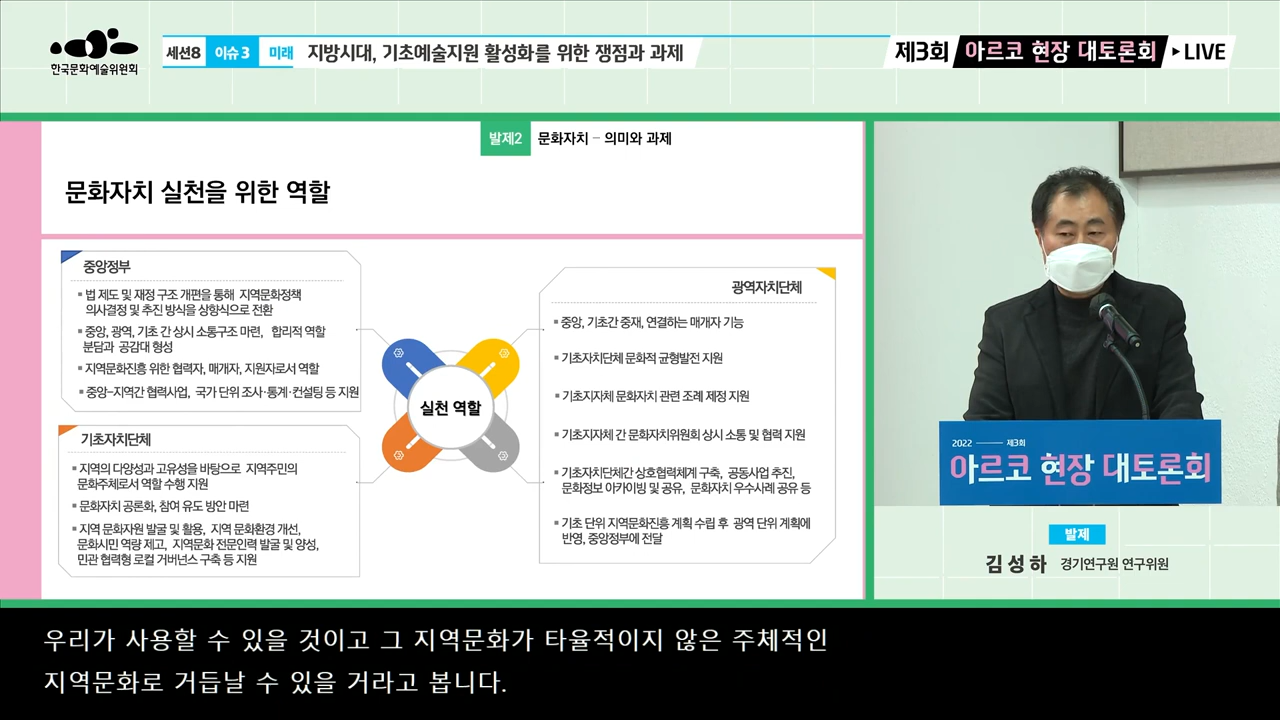 한국문화예술위원회
세션8 이슈 3 미래 지방시대, 기초예술지원 활성화를 위한 쟁점과 과제
제3회 아르코 현장 대토론회 LIVE
발제2 문화자치 - 의미와 과제
문화자치 실천을 위한 역할
중앙정부
▪ 법 제도 및 재정 구조 개편을 통해 지역문화정책
의사결정 및 추진 방식을 상향식으로 전환
▪ 중앙, 광역, 기초 간 상시 소통구조 마련, 합리적 역할
분담과 공감대 형성
▪ 지역문화진흥 위한 협력자, 매개자, 지원자로서 역할
▪ 중앙-지역간 협력사업, 국가 단위 조사·통계·컨설팅 등 지원
기초자치단체
▪ 지역의 다양성과 고유성을 바탕으로 지역주민의
문화주체로서 역할 수행 지원
▪ 문화자치 공론화, 참여 유도 방안 마련
▪ 지역 문화자원 발굴 및 활용, 지역 문화환경 개선,
문화시민 역량 제고, 지역문화 전문인력 발굴 및 양성,
민관 협력형 로컬 거버넌스 구축 등 지원
실천 역할
광역자치단체
▪ 중앙, 기초간 중재, 연결하는 매개자 기능
▪ 기초자치단체 문화적 균형발전 지원
▪ 기초지자체 문화자치 관련 조례 제정 지원
▪ 기초지자체 간 문화자치위원회 상시 소통 및 협력 지원
▪ 기초자치단체간 상호협력체계 구축, 공동사업 추진,
문화정보 아카이빙 및 공유, 문화자치 우수사례 공유 등
▪ 기초 단위 지역문화진흥 계획 수립 후 광역 단위 계획에
반영, 중앙정부에 전달
2022 제3회
아르코 현장 대토론회
발제
김성하 경기연구원 연구위원
우리가 사용할 수 있을 것이고 그 지역문화가 타율적이지 않은 주체적인
지역문화로 거듭날 수 있을 거라고 봅니다.